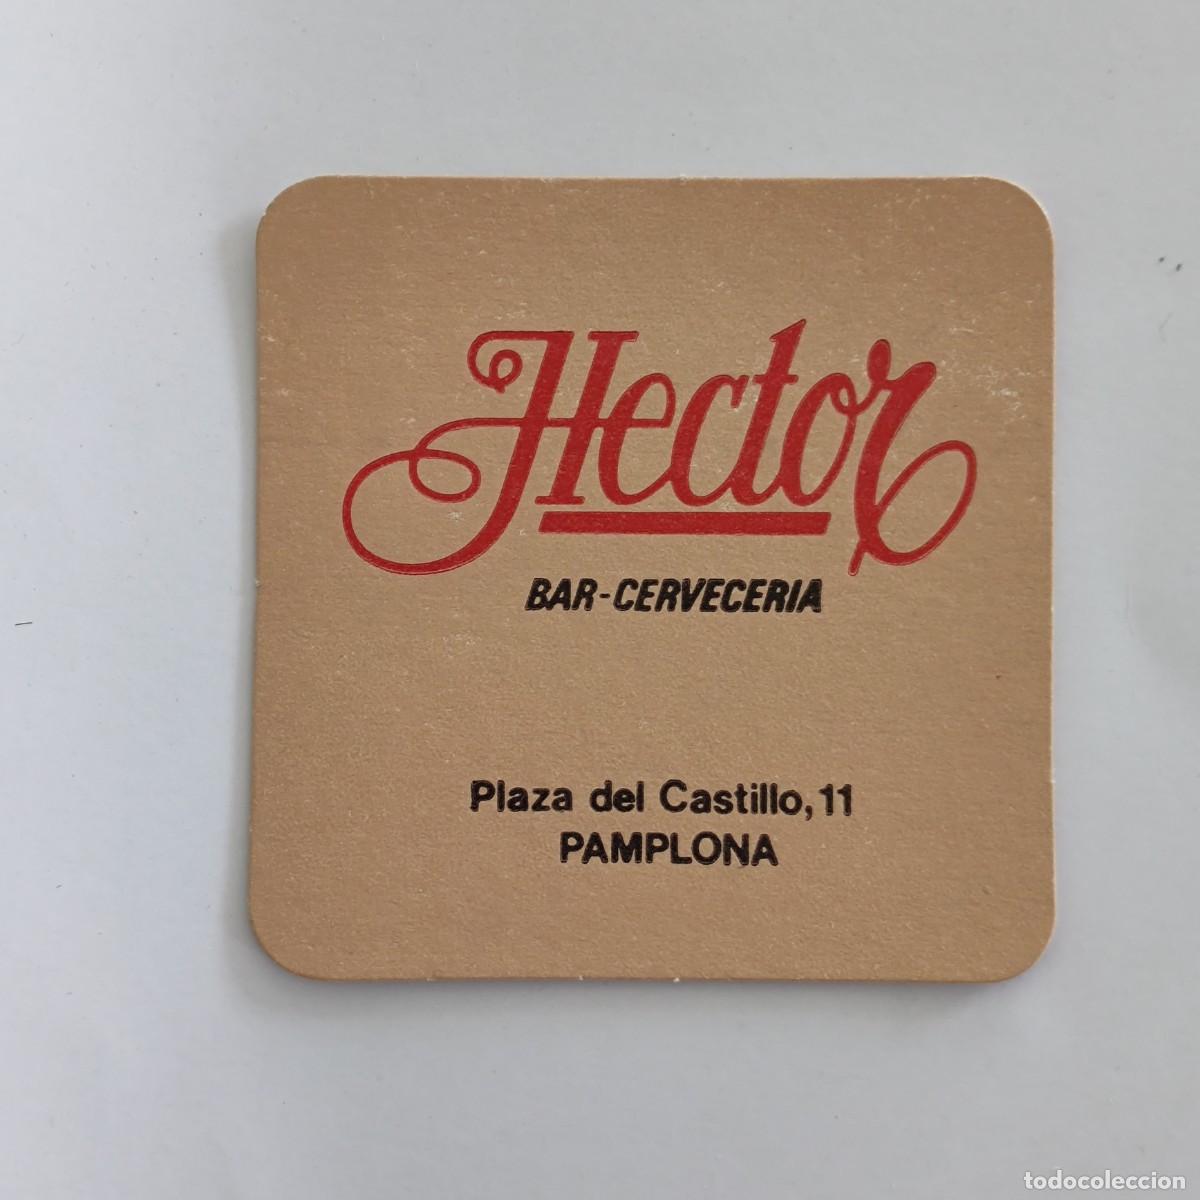 Hector
BAR-CERVECERIA
Plaza del Castillo, 11
PAMPLONA
todocoleccion